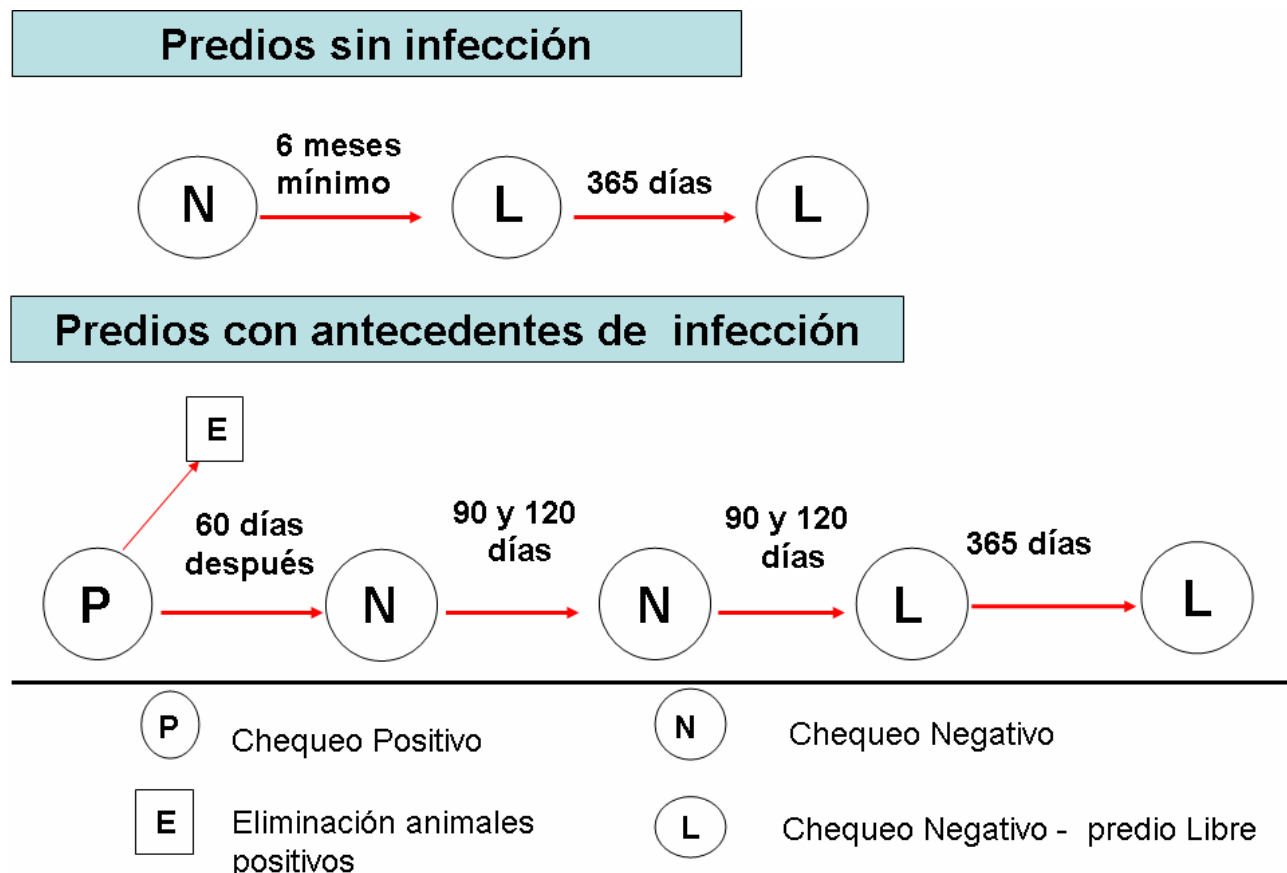 Predios sin infección
6 meses
mínimo
365 días
N
L
L
Predios con antecedentes de infección
E
60 días
después
90 y 120
días
90 y 120
días
365 días
P
N
N
L
L
P
Chequeo Positivo
N
Chequeo Negativo
E
Eliminación animales
positivos
L
Chequeo Negativo - predio Libre